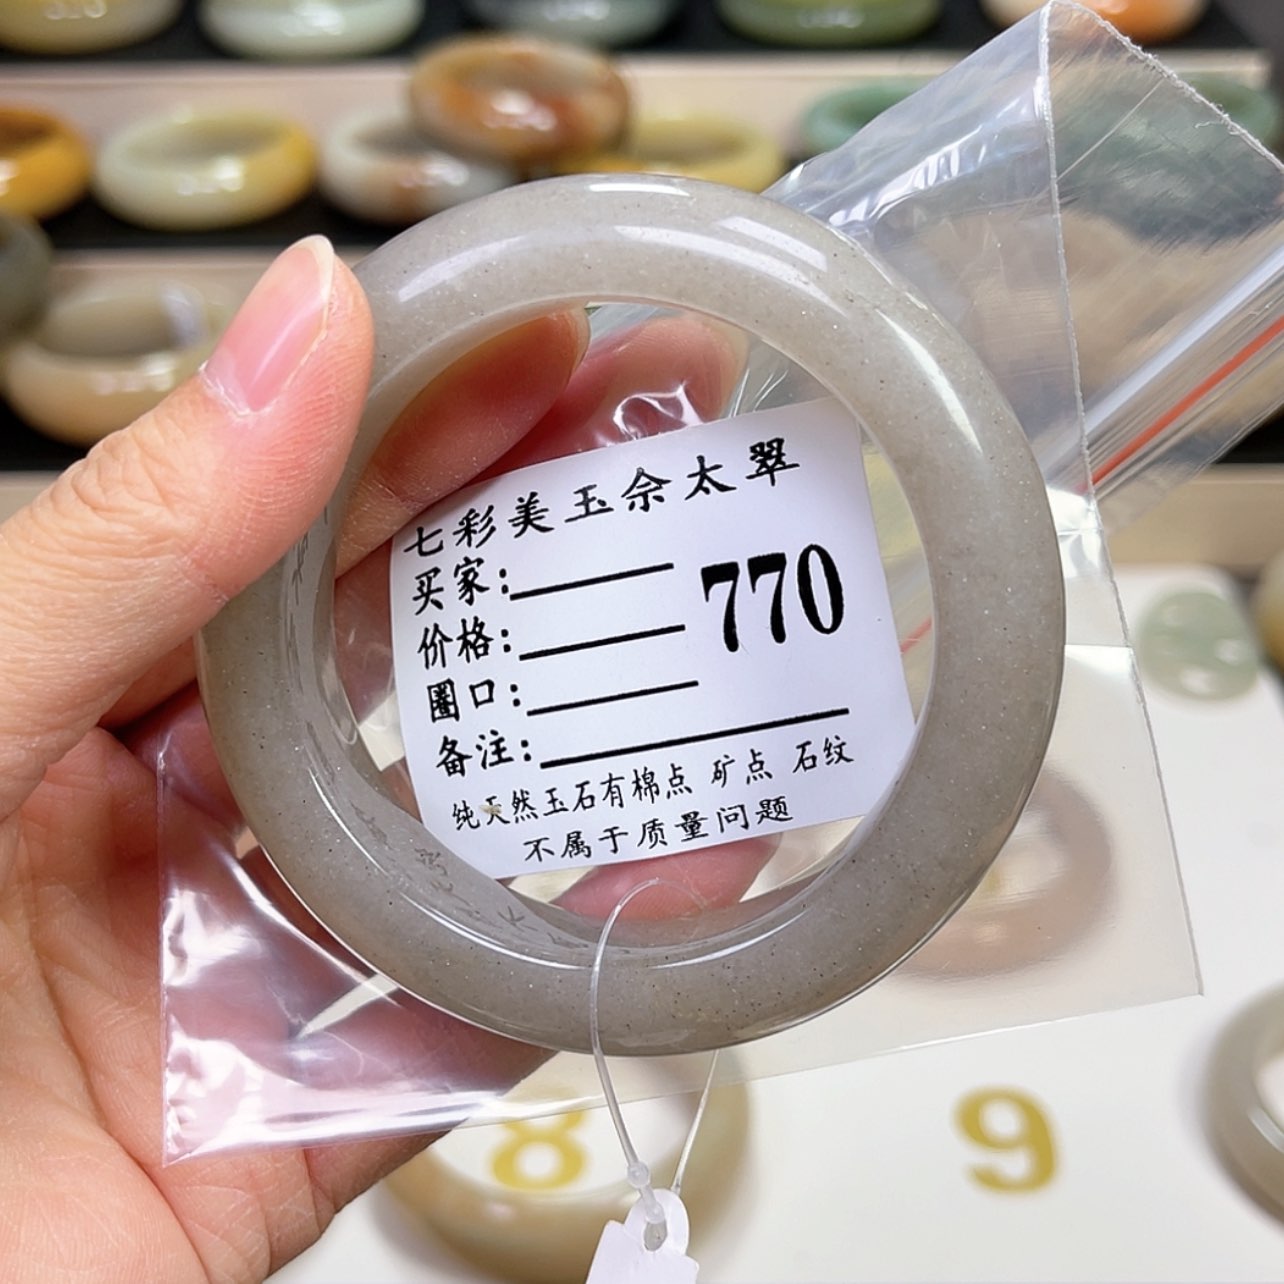 七彩美玉佘太翠
买家:
770
价格:
圈口:
备注:
纯天然玉石有棉点 矿点 石纹
不属于质量问题
8
9